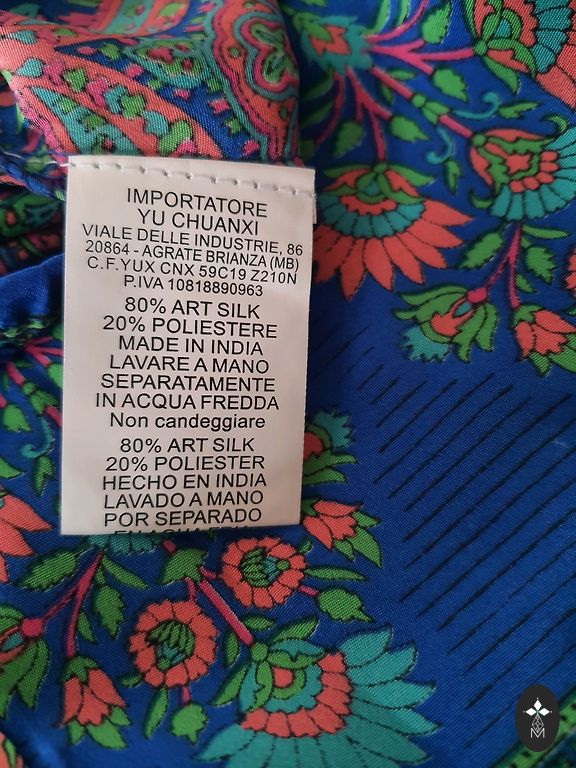 IMPORTATORE
YU CHUANXI
VIALE DELLE INDUSTRIE, 86
20864 - AGRATE BRIANZA (MB)
C.F.YUX CNX 59C19 Z210N
P.IVA 10818890963
80% ART SILK
20% POLIESTERE
MADE IN INDIA
LAVARE A MANO
SEPARATAMENTE
IN ACQUA FREDDA
Non candeggiare
80% ART SILK
20% POLIESTER
HECHO EN INDIA
LAVADO A MANO
POR SEPARADO